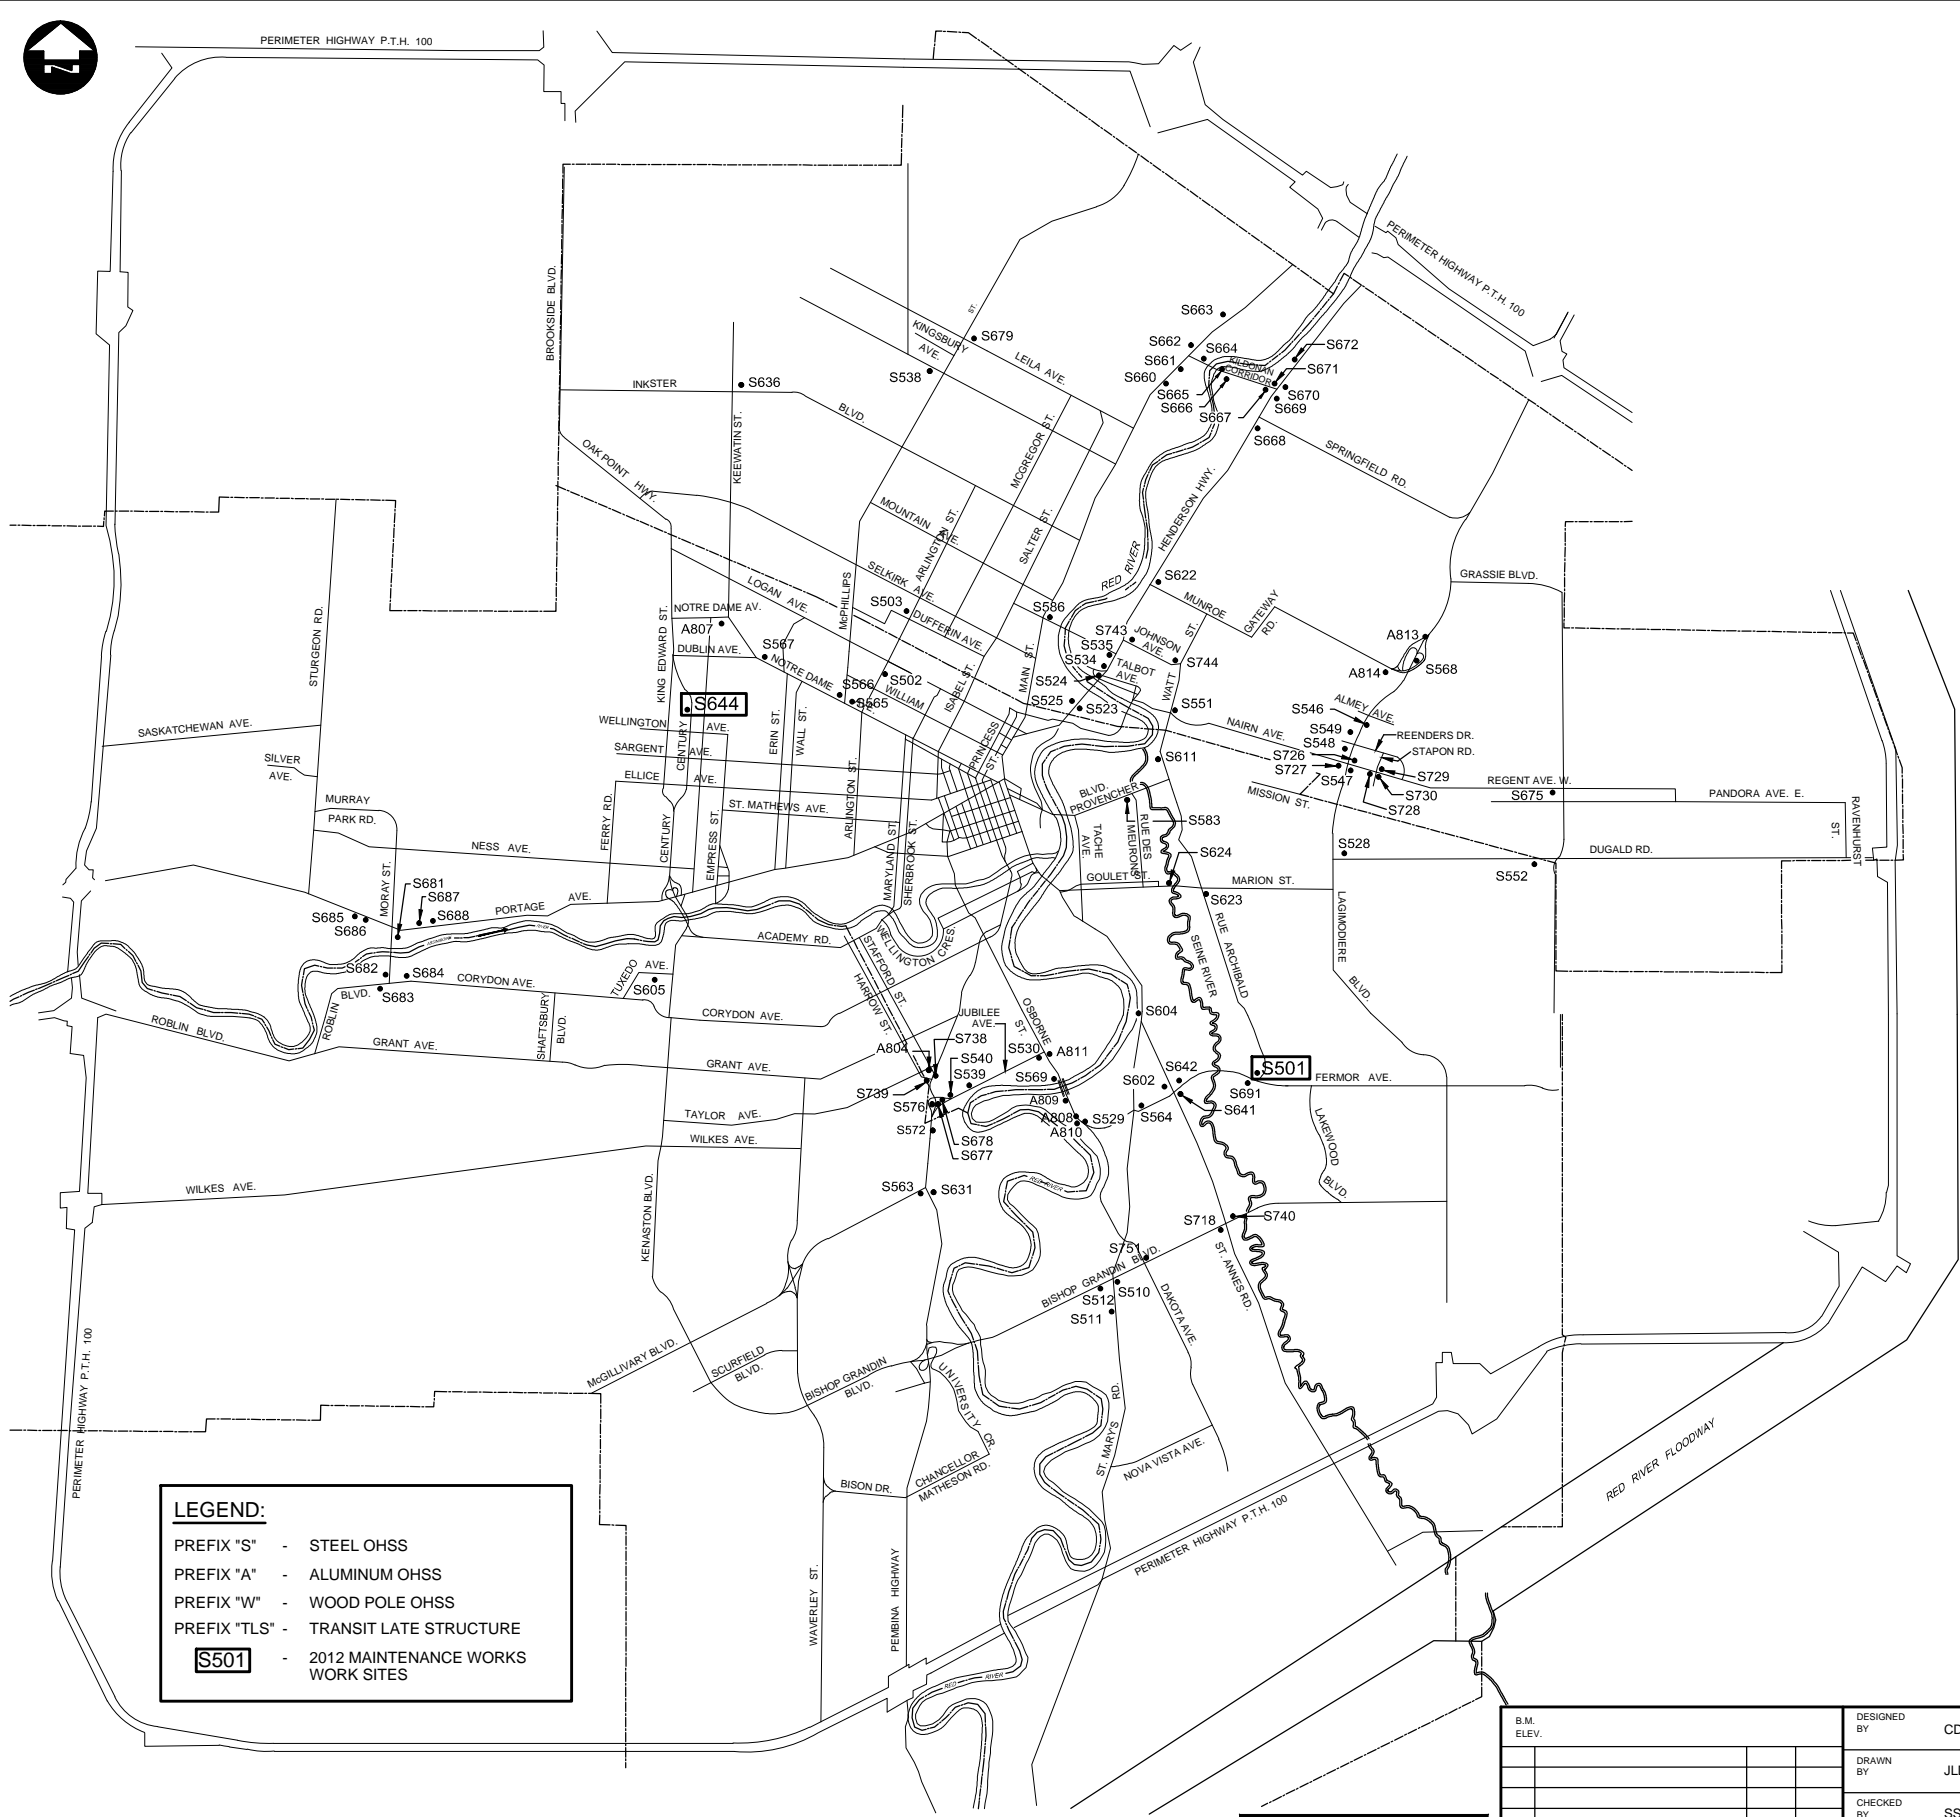 PERIMETER HIGHWAY P.T.H. 100
N
PERIMETER HIGHWAY P.T.H. 100
BROOKSIDE BLVD.
S663
ST.
KINGSBURY
AVE.
S679
LEILA AVE.
S662
S664
S672
S661
KILDONAN
CORRIDOR
S671
S538
INKSTER
S636
S660
S665
S666
S670
S669
S667
BLVD.
S668
KEEWATIN ST.
MCGREGOR ST.
SPRINGFIELD RD.
OAK POINT HWY.
HENDERSON HWY.
MOUNTAIN AVE.
ARLINGTON ST.
SALTER ST.
RED RIVER
SELKIRK AVE.
LOGAN AVE.
McPHILLIPS
S622
GRASSIE BLVD.
NOTRE DAME AV.
S503
DUFFERIN AVE.
S586
MUNROE
GATEWAY
RD.
A807
S743
JOHNSON
AVE.
ST.
A813
STURGEON RD.
KING EDWARD ST.
DUBLIN AVE.
S567
NOTRE DAME
S535
S534
TALBOT
AVE.
S744
A814
S568
S502
S566
S565
WILLIAM
AVE.
ISABEL ST.
MAIN ST.
S524
WATT
S644
S525
S523
S551
ALMEY AVE.
S546
SASKATCHEWAN AVE.
WELLINGTON AVE.
NAIRN AVE.
S549
REENDERS DR.
SARGENT AVE.
CENTURY
ERIN ST.
WALL ST.
PRINCESS
ST.
S548
STAPON RD.
SILVER
AVE.
S611
S726
S727
S547
S729
ELLICE AVE.
REGENT AVE. W.
S675
MURRAY
PARK RD.
ST. MATHEWS AVE.
ARLINGTON ST.
BLVD.
PROVENCHER
MISSION ST.
S730
S728
PANDORA AVE. E.
RAVENHURST
ST.
FERRY RD.
CENTURY
EMPRESS ST.
MARYLAND ST.
SHERBROOK ST.
S583
TACHE
AVE.
RUE DES
MEURONS
NESS AVE.
S624
S528
DUGALD RD.
S552
MORAY ST.
S681
S687
S688
PORTAGE AVE.
GOULET ST.
MARION ST.
S623
LAGIMODIERE
BLVD.
S685
S686
ASSINIBOINE RIVER
ACADEMY RD.
WELLINGTON CRES.
STAFFORD ST.
HARROW ST.
RUE ARCHIBALD
SEINE RIVER
S682
S684
S683
CORYDON AVE.
TUXEDO
AVE.
S605
BLVD.
ROBLIN
ROBLIN BLVD.
SHAFTSBURY
BLVD.
CORYDON AVE.
OSBORNE
ST.
S604
JUBILEE
AVE.
GRANT AVE.
GRANT AVE.
A804
S738
S540
S539
S530
A811
S501
S569
S642
S602
S691
FERMOR AVE.
S739
S576
A809
S641
TAYLOR AVE.
A808
S529
S564
A810
S572
S678
S677
LAKEWOOD
BLVD.
WILKES AVE.
WILKES AVE.
RED RIVER
S563
S631
KENASTON BLVD.
S718
S740
S751
ST. ANNES RD.
BISHOP GRANDIN BLVD.
S510
S512
S511
DAKOTA AVE.
McGILLIVARY BLVD.
SCURFIELD
BLVD.
PERIMETER HIGHWAY P.T.H. 100
BISHOP GRANDIN
BLVD.
UNIVERSITY CR.
ST. MARY'S RD.
NOVA VISTA AVE.
CHANCELLOR
MATHESON RD.
BISON DR.
RED RIVER FLOODWAY
PERIMETER HIGHWAY P.T.H. 100
WAVERLEY ST.
PEMBINA HIGHWAY
RED RIVER
LEGEND:
PREFIX "S" - STEEL OHSS
PREFIX "A" - ALUMINUM OHSS
PREFIX "W" - WOOD POLE OHSS
PREFIX "TLS" - TRANSIT LATE STRUCTURE
S501 - 2012 MAINTENANCE WORKS
WORK SITES
B.M.
ELEV.
DESIGNED
BY
DRAWN
BY
CHECKED
BY